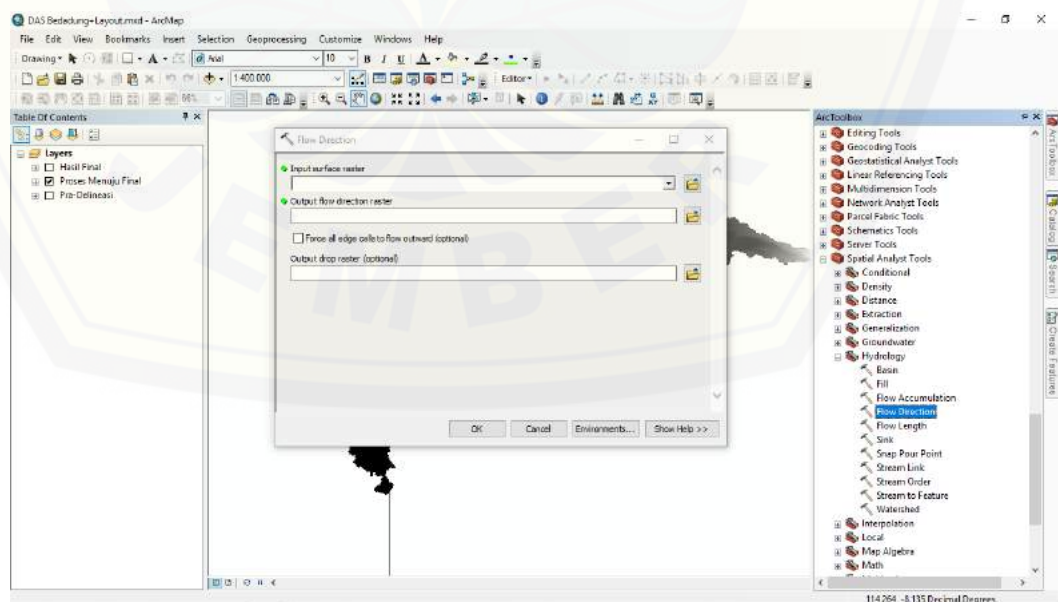 DAS Bedadung-Layout.mxd - ArcMap
File Edit View Bookmarks Insert Selection Geoprocessing Customize Windows Help
Drawing Arial 10 B I U A
1:400.000 Editor
Table Of Contents
Layers
Hasil Final
Proses Menuju Final
Pra-Delineasi
Flow Direction
Input surface raster
Output flow direction raster
Force all edge cells to flow outward (optional)
Output drop raster (optional)
OK Cancel Environments... Show Help >>
ArcToolbox
Editing Tools
Geocoding Tools
Geostatistical Analyst Tools
Linear Referencing Tools
Multidimension Tools
Network Analyst Tools
Parcel Fabric Tools
Schematics Tools
Server Tools
Spatial Analyst Tools
Conditional
Density
Distance
Extraction
Generalization
Groundwater
Hydrology
Basin
Fill
Flow Accumulation
Flow Direction
Flow Length
Sink
Snap Pour Point
Stream Link
Stream Order
Stream to Feature
Watershed
Interpolation
Local
Map Algebra
Math
ArcToolbox
Catalog
Search
Create Features
114.264 -8.135 Decimal Degrees
JEMBER